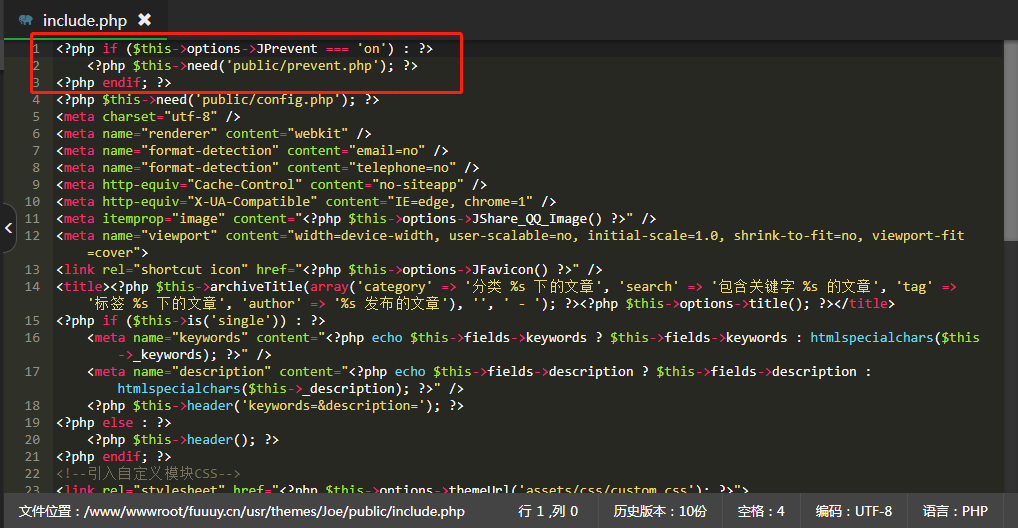 include.php ✖
1 <?php if ($this->options->JPrevent === 'on') : ?>
2 <?php $this->need('public/prevent.php'); ?>
3 <?php endif; ?>
4 <?php $this->need('public/config.php'); ?>
5 <meta charset="utf-8" />
6 <meta name="renderer" content="webkit" />
7 <meta name="format-detection" content="email=no" />
8 <meta name="format-detection" content="telephone=no" />
9 <meta http-equiv="Cache-Control" content="no-siteapp" />
10 <meta http-equiv="X-UA-Compatible" content="IE=edge, chrome=1" />
11 <meta itemprop="image" content="<?php $this->options->JShare_QQ_Image() ?>" />
12 <meta name="viewport" content="width=device-width, user-scalable=no, initial-scale=1.0, shrink-to-fit=no, viewport-fit
=cover">
13 <link rel="shortcut icon" href="<?php $this->options->JFavicon() ?>" />
14 <title><?php $this->archiveTitle(array('category' => '分类 %s 下的文章', 'search' => '包含关键字 %s 的文章', 'tag' =>
'标签 %s 下的文章', 'author' => '%s 发布的文章'), '', ' - '); ?><?php $this->options->title(); ?></title>
15 <?php if ($this->is('single')) : ?>
16 <meta name="keywords" content="<?php echo $this->fields->keywords ? $this->fields->keywords : htmlspecialchars($this
->_keywords); ?>" />
17 <meta name="description" content="<?php echo $this->fields->description ? $this->fields->description :
htmlspecialchars($this->_description); ?>" />
18 <?php $this->header('keywords=&description='); ?>
19 <?php else : ?>
20 <?php $this->header(); ?>
21 <?php endif; ?>
22 <!--引入自定义模块CSS-->
23 <link rel="stylesheet" href="<?php $this->options->themeUrl('assets/css/custom.css'); ?>">
文件位置：/www/wwwroot/fuuuy.cn/usr/themes/Joe/public/include.php 行 1 ,列 0 历史版本：10份 空格：4 编码：UTF-8 语言：PHP